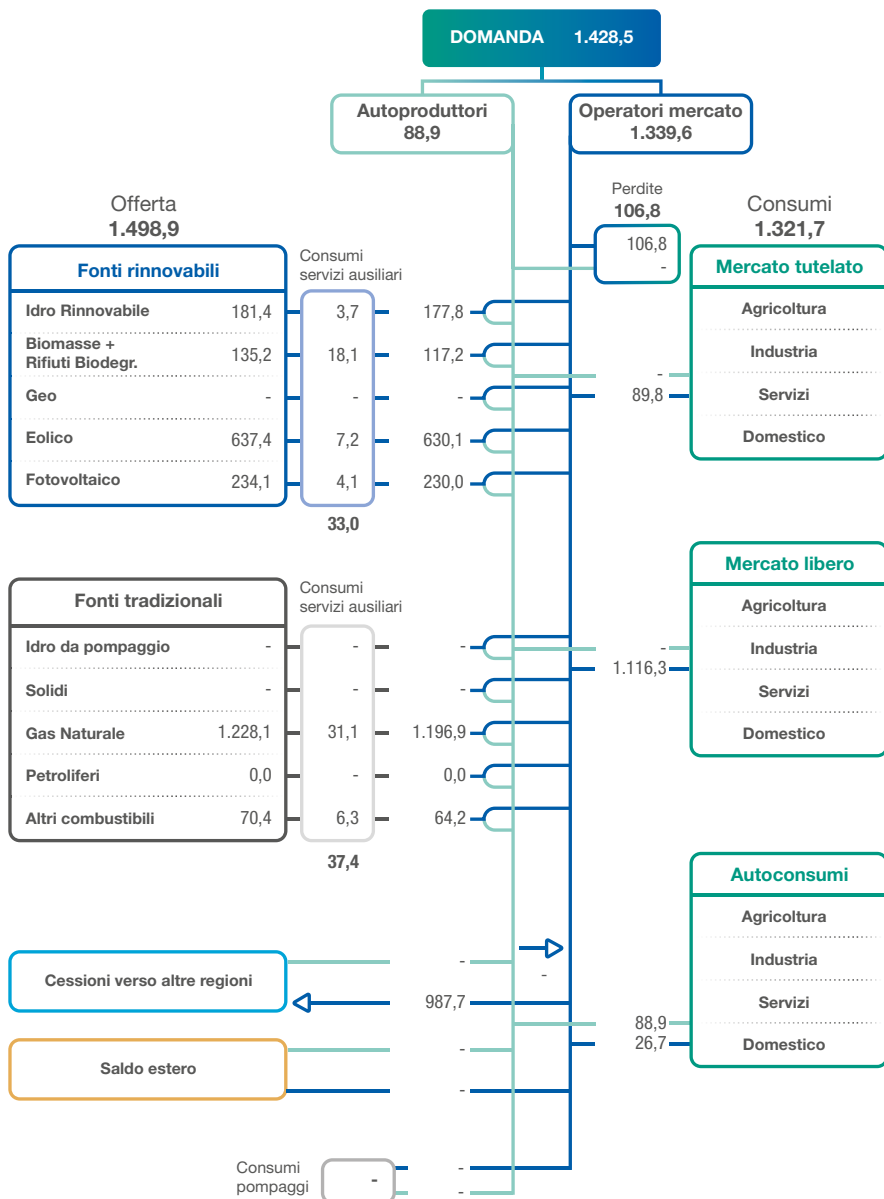 DOMANDA 1.428,5
Autoproduttori
88,9
Operatori mercato
1.339,6
Offerta
1.498,9
Perdite
106,8
106,8
-
Consumi
1.321,7
Fonti rinnovabili
Consumi
servizi ausiliari
Idro Rinnovabile 181,4 3,7 177,8
Biomasse +
Rifiuti Biodegr. 135,2 18,1 117,2
Geo - - -
Eolico 637,4 7,2 630,1
Fotovoltaico 234,1 4,1 230,0
33,0
Mercato tutelato
Agricoltura
Industria
-
Servizi
89,8
Domestico
Fonti tradizionali
Consumi
servizi ausiliari
Idro da pompaggio - - -
Solidi - - -
Gas Naturale 1.228,1 31,1 1.196,9
Petroliferi 0,0 - 0,0
Altri combustibili 70,4 6,3 64,2
37,4
Mercato libero
Agricoltura
Industria
-
1.116,3
Servizi
Domestico
Autoconsumi
Agricoltura
Industria
Servizi
88,9
26,7
Domestico
Cessioni verso altre regioni
-
-
987,7
Saldo estero
-
-
Consumi
pompaggi
-
-
-